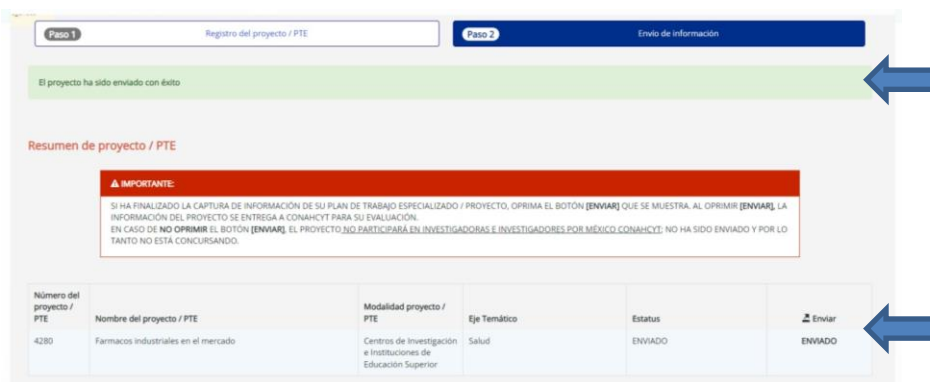 Paso 1 Registro del proyecto / PTE Paso 2 Envío de información
El proyecto ha sido enviado con éxito
Resumen de proyecto / PTE
IMPORTANTE:
SI HA FINALIZADO LA CAPTURA DE INFORMACIÓN DE SU PLAN DE TRABAJO ESPECIALIZADO / PROYECTO, OPRIMA EL BOTÓN [ENVIAR] QUE SE MUESTRA. AL OPRIMIR [ENVIAR], LA
INFORMACIÓN DEL PROYECTO SE ENTREGA A CONAHCYT PARA SU EVALUACIÓN.
EN CASO DE NO OPRIMIR EL BOTÓN [ENVIAR], EL PROYECTO NO PARTICIPARÁ EN INVESTIGADORAS E INVESTIGADORES POR MÉXICO CONAHCYT; NO HA SIDO ENVIADO Y POR LO
TANTO NO ESTÁ CONCURSANDO.
Número del
proyecto /
PTE
Nombre del proyecto / PTE
Modalidad proyecto /
PTE
Eje Temático
Estatus
Enviar
4280
Farmacos industriales en el mercado
Centros de Investigación
e Instituciones de
Educación Superior
Salud
ENVIADO
ENVIADO